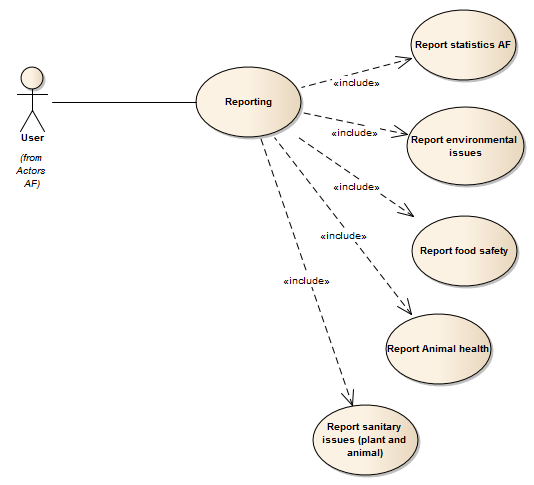 Report statistics AF
«include»
Reporting
User
(from
Actors
AF)
«include»
Report environmental
issues
«include»
Report food safety
«include»
«include»
Report Animal health
Report sanitary
issues (plant and
animal)